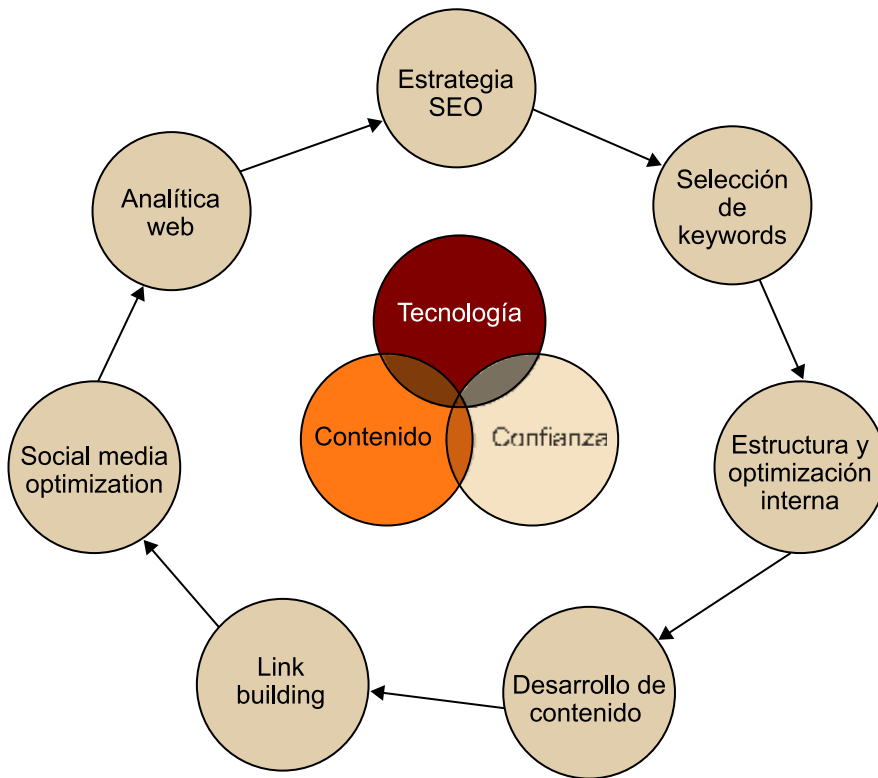 Estrategia
SEO
Selección
de
keywords
Estructura y
optimización
interna
Desarrollo de
contenido
Link
building
Social media
optimization
Analítica
web
Tecnología
Contenido
Confianza